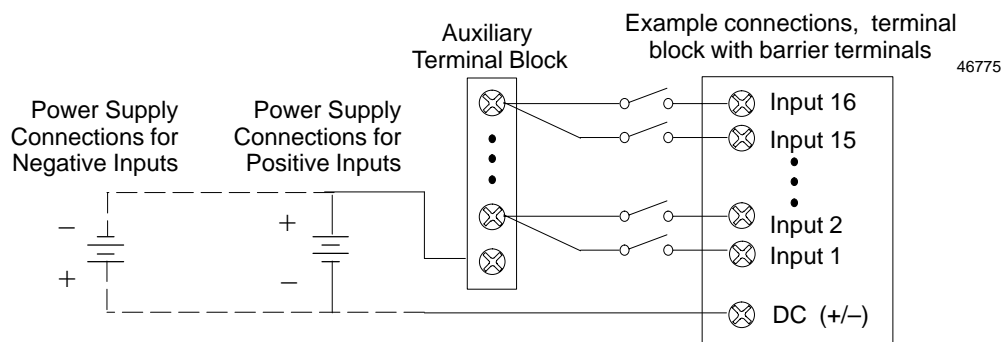 Auxiliary
Terminal Block
Example connections, terminal
block with barrier terminals
46775
Power Supply
Connections for
Negative Inputs
Power Supply
Connections for
Positive Inputs
Input 16
Input 15
Input 2
Input 1
DC (+/–)
–
+
+
–